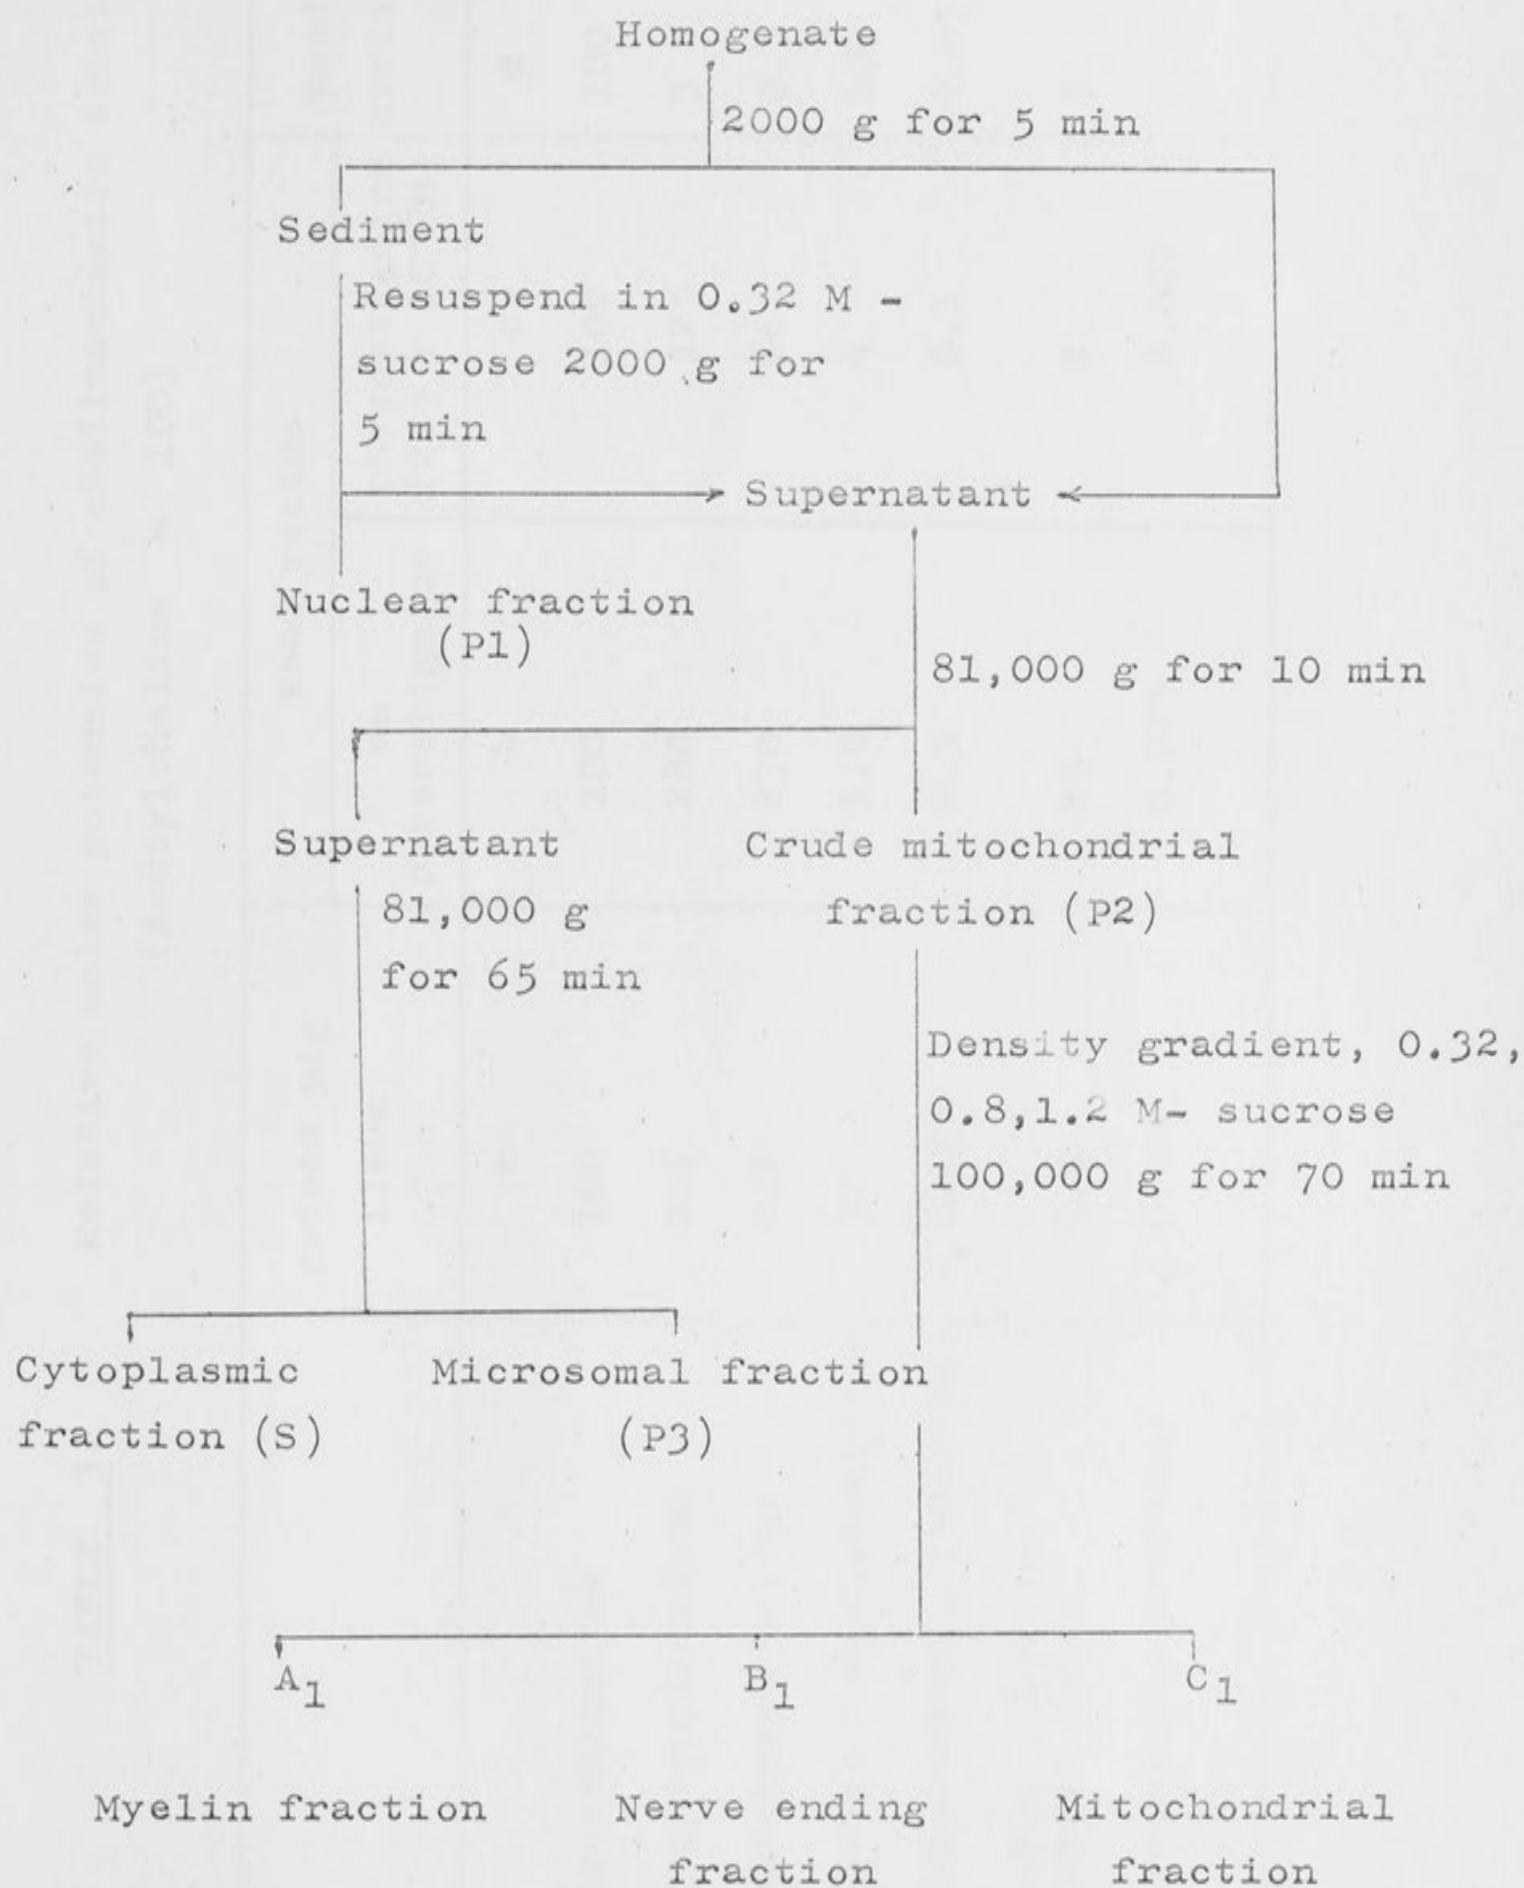 Homogenate
2000 g for 5 min
Sediment
Resuspend in 0.32 M -
sucrose 2000 g for
5 min
Supernatant
Nuclear fraction
(P1)
81,000 g for 10 min
Supernatant
81,000 g
for 65 min
Crude mitochondrial
fraction (P2)
Density gradient, 0.32,
0.8,1.2 M- sucrose
100,000 g for 70 min
Cytoplasmic
fraction (S)
Microsomal fraction
(P3)
A1
B1
C1
Myelin fraction
Nerve ending
fraction
Mitochondrial
fraction